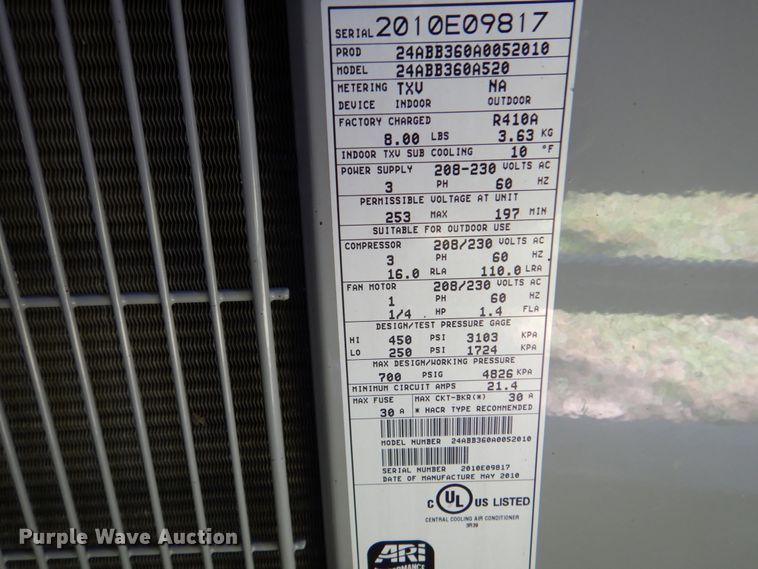 SERIAL 2010E09817
PROD 24ABB360A0052010
MODEL 24ABB360A520
METERING TXV NA
DEVICE INDOOR OUTDOOR
FACTORY CHARGED R410A
8.00 LBS 3.63 KG
INDOOR TXV SUB COOLING 10 °F
POWER SUPPLY 208-230 VOLTS AC
3 PH 60 HZ
PERMISSIBLE VOLTAGE AT UNIT
253 MAX 197 MIN
SUITABLE FOR OUTDOOR USE
COMPRESSOR 208/230 VOLTS AC
3 PH 60 HZ
16.0 RLA 110.0 LRA
FAN MOTOR 208/230 VOLTS AC
1 PH 60 HZ
1/4 HP 1.4 FLA
DESIGN/TEST PRESSURE GAGE
HI 450 PSI 3103 KPA
LO 250 PSI 1724 KPA
MAX DESIGN/WORKING PRESSURE
700 PSIG 4826 KPA
MINIMUM CIRCUIT AMPS 21.4
MAX FUSE MAX CKT-BKR(*) 30 A
30 A * HACR TYPE RECOMMENDED
MODEL NUMBER 24ABB360A0052010
SERIAL NUMBER 2010E09817
DATE OF MANUFACTURE MAY 2010
C UL US LISTED
CENTRAL COOLING AIR CONDITIONER
3R39
ARI
Purple Wave Auction